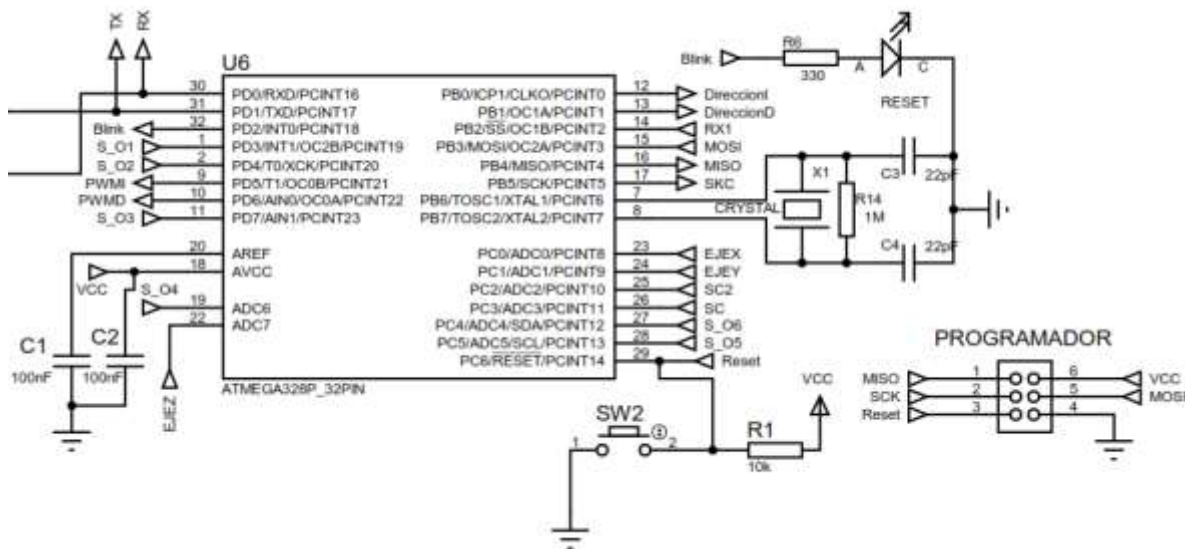 TX
RX
U6
30 PD0/RXD/PCINT16 PB0/ICP1/CLKO/PCINT0 12 DireccionI
31 PD1/TXD/PCINT17 PB1/OC1A/PCINT1 13 DireccionD
Blink 32 PD2/INT0/PCINT18 PB2/SS/OC1B/PCINT2 14 RX1
S_O1 1 PD3/INT1/OC2B/PCINT19 PB3/MOSI/OC2A/PCINT3 15 MOSI
S_O2 2 PD4/T0/XCK/PCINT20 PB4/MISO/PCINT4 16 MISO
PWMI 9 PD5/T1/OC0B/PCINT21 PB5/SCK/PCINT5 17 SKC
PWMD 10 PD6/AIN0/OC0A/PCINT22 PB6/TOSC1/XTAL1/PCINT6 7
S_O3 11 PD7/AIN1/PCINT23 PB7/TOSC2/XTAL2/PCINT7 8
20 AREF PC0/ADC0/PCINT8 23 EJEX
VCC 18 AVCC PC1/ADC1/PCINT9 24 EJEY
PC2/ADC2/PCINT10 25 SC2
S_O4 19 ADC6 PC3/ADC3/PCINT11 26 SC
EJEZ 22 ADC7 PC4/ADC4/SDA/PCINT12 27 S_O6
PC5/ADC5/SCL/PCINT13 28 S_O5
PC6/RESET/PCINT14 29 Reset
ATMEGA328P_32PIN
C1
100nF
C2
100nF
Blink
R6
330
A
C
RESET
X1
CRYSTAL
R14
1M
C3
22pF
C4
22pF
SW2
1
2
R1
10k
VCC
PROGRAMADOR
MISO 1 6 VCC
SCK 2 5 MOSI
Reset 3 4